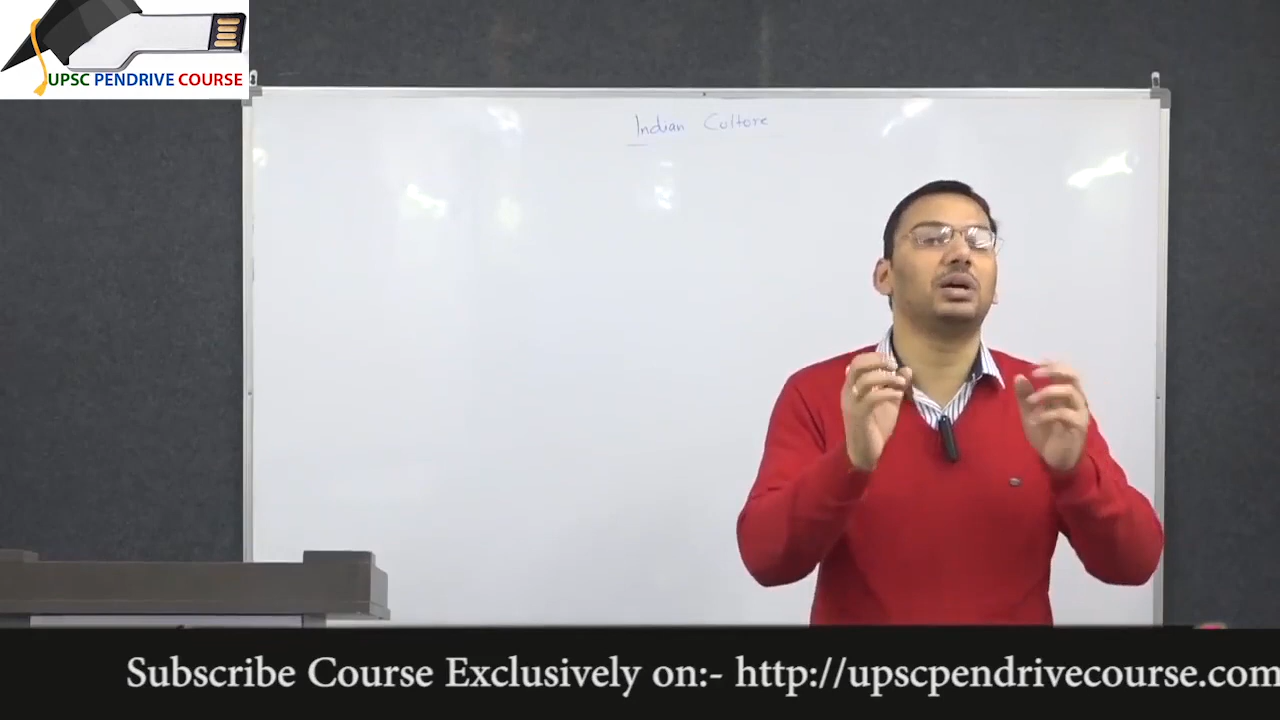 UPSC PENDRIVE COURSE
Indian Culture
Subscribe Course Exclusively on:- http://upscpendrivecourse.com